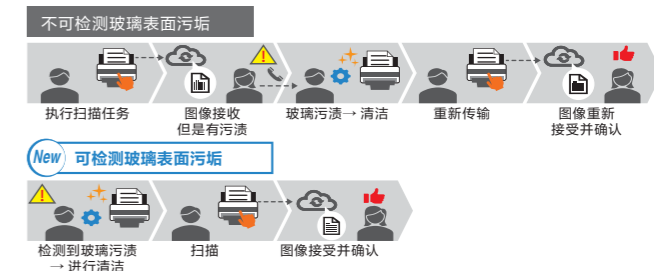 不可检测玻璃表面污垢
执行扫描任务
图像接收
但是有污渍
玻璃污渍→ 清洁
重新传输
图像重新
接受并确认
New 可检测玻璃表面污垢
检测到玻璃污渍
→ 进行清洁
扫描
图像接受并确认